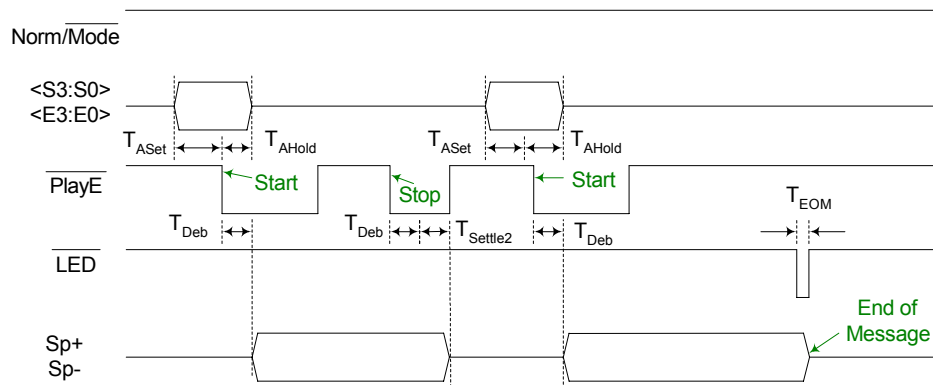 Norm/Mode
<S3:S0>
<E3:E0>
TASet TAHold TASet TAHold
PlayE
Start Stop Start
TEOM
TDeb TDeb TSettle2 TDeb
LED
End of
Message
Sp+
Sp-